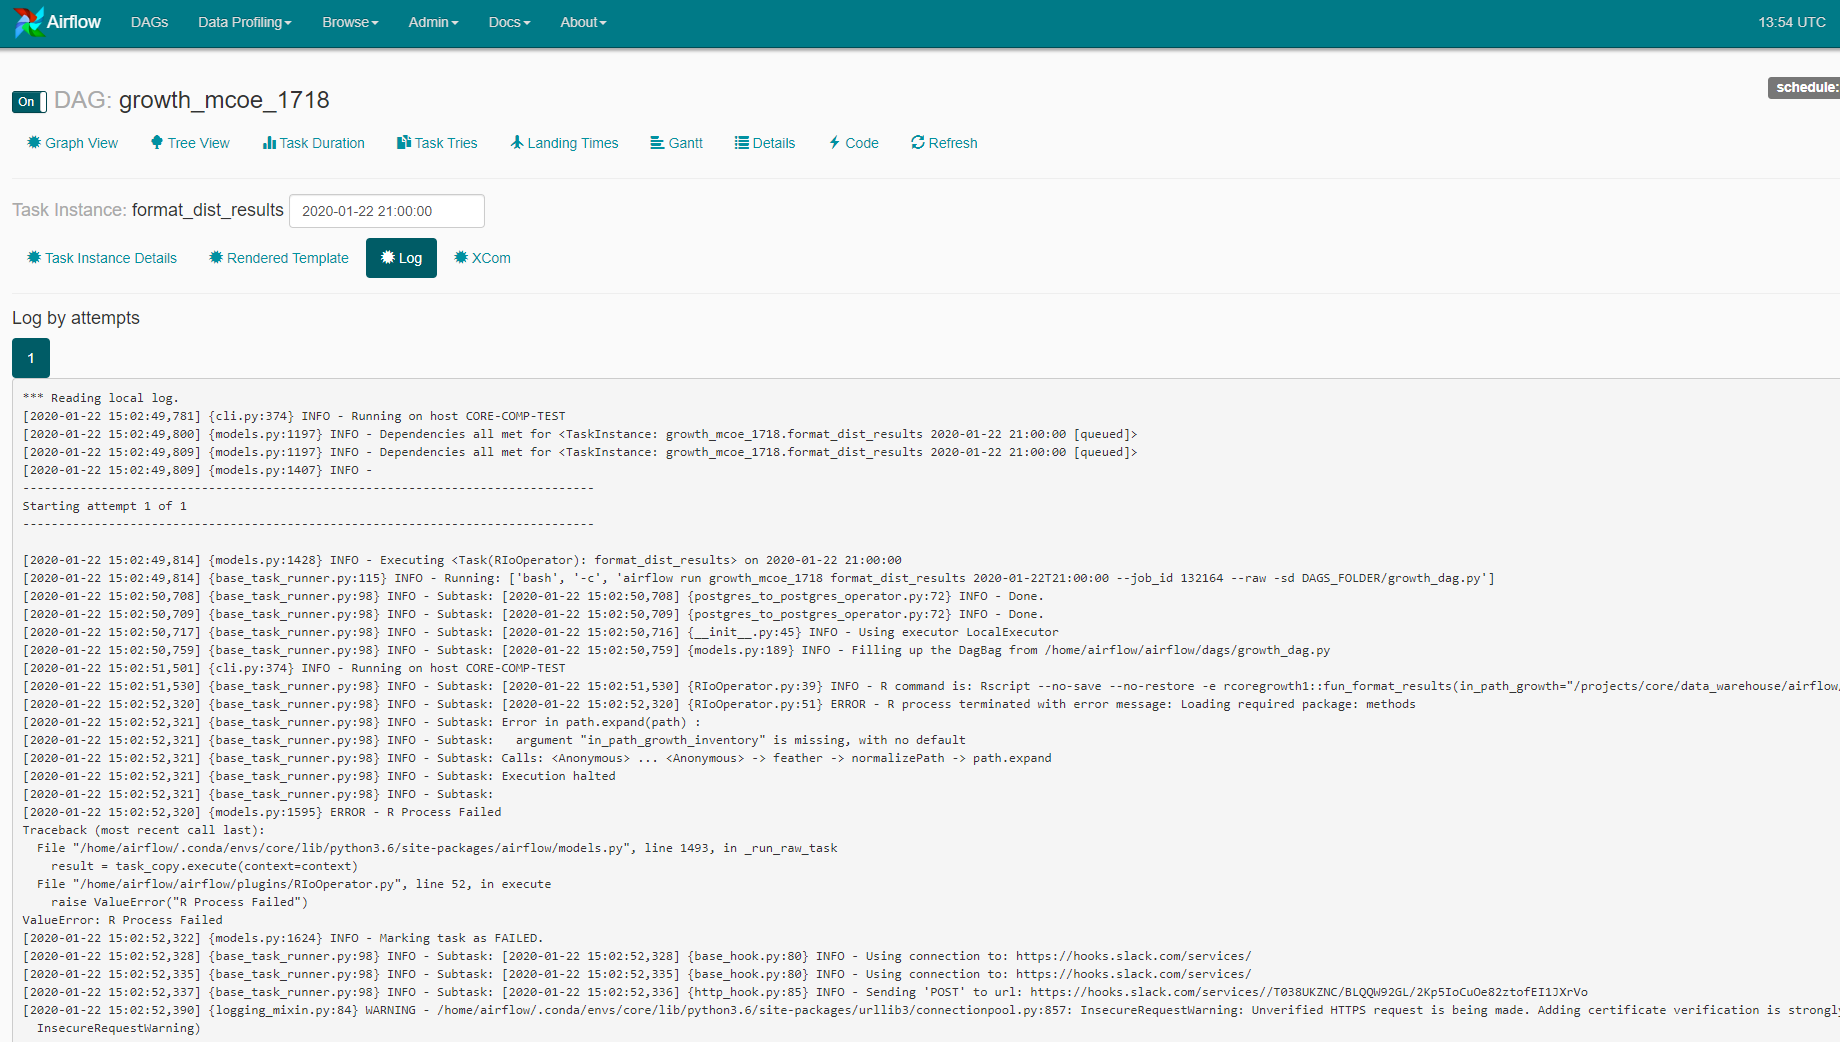 Airflow DAGs Data Profiling Browse Admin Docs About 13:54 UTC
On DAG: growth_mcoe_1718 schedule:
Graph View Tree View Task Duration Task Tries Landing Times Gantt Details Code Refresh
Task Instance: format_dist_results 2020-01-22 21:00:00
Task Instance Details Rendered Template Log XCom
Log by attempts
1
*** Reading local log.
[2020-01-22 15:02:49,781] {cli.py:374} INFO - Running on host CORE-COMP-TEST
[2020-01-22 15:02:49,800] {models.py:1197} INFO - Dependencies all met for <TaskInstance: growth_mcoe_1718.format_dist_results 2020-01-22 21:00:00 [queued]>
[2020-01-22 15:02:49,809] {models.py:1197} INFO - Dependencies all met for <TaskInstance: growth_mcoe_1718.format_dist_results 2020-01-22 21:00:00 [queued]>
[2020-01-22 15:02:49,809] {models.py:1407} INFO -
--------------------------------------------------------------------------------
Starting attempt 1 of 1
--------------------------------------------------------------------------------
[2020-01-22 15:02:49,814] {models.py:1428} INFO - Executing <Task(RIoOperator): format_dist_results> on 2020-01-22 21:00:00
[2020-01-22 15:02:49,814] {base_task_runner.py:115} INFO - Running: ['bash', '-c', 'airflow run growth_mcoe_1718 format_dist_results 2020-01-22T21:00:00 --job_id 132164 --raw -sd DAGS_FOLDER/growth_dag.py']
[2020-01-22 15:02:50,708] {base_task_runner.py:98} INFO - Subtask: [2020-01-22 15:02:50,708] {postgres_to_postgres_operator.py:72} INFO - Done.
[2020-01-22 15:02:50,709] {base_task_runner.py:98} INFO - Subtask: [2020-01-22 15:02:50,709] {postgres_to_postgres_operator.py:72} INFO - Done.
[2020-01-22 15:02:50,717] {base_task_runner.py:98} INFO - Subtask: [2020-01-22 15:02:50,716] {__init__.py:45} INFO - Using executor LocalExecutor
[2020-01-22 15:02:50,759] {base_task_runner.py:98} INFO - Subtask: [2020-01-22 15:02:50,759] {models.py:189} INFO - Filling up the DagBag from /home/airflow/airflow/dags/growth_dag.py
[2020-01-22 15:02:51,501] {cli.py:374} INFO - Running on host CORE-COMP-TEST
[2020-01-22 15:02:51,530] {base_task_runner.py:98} INFO - Subtask: [2020-01-22 15:02:51,530] {RIoOperator.py:39} INFO - R command is: Rscript --no-save --no-restore -e rcoregrowth1::fun_format_results(in_path_growth="/projects/core/data_warehouse/airflow/
[2020-01-22 15:02:52,320] {base_task_runner.py:98} INFO - Subtask: [2020-01-22 15:02:52,320] {RIoOperator.py:51} ERROR - R process terminated with error message: Loading required package: methods
[2020-01-22 15:02:52,321] {base_task_runner.py:98} INFO - Subtask: Error in path.expand(path) :
[2020-01-22 15:02:52,321] {base_task_runner.py:98} INFO - Subtask:   argument "in_path_growth_inventory" is missing, with no default
[2020-01-22 15:02:52,321] {base_task_runner.py:98} INFO - Subtask: Calls: <Anonymous> ... <Anonymous> -> feather -> normalizePath -> path.expand
[2020-01-22 15:02:52,321] {base_task_runner.py:98} INFO - Subtask: Execution halted
[2020-01-22 15:02:52,321] {base_task_runner.py:98} INFO - Subtask:
[2020-01-22 15:02:52,320] {models.py:1595} ERROR - R Process Failed
Traceback (most recent call last):
  File "/home/airflow/.conda/envs/core/lib/python3.6/site-packages/airflow/models.py", line 1493, in _run_raw_task
    result = task_copy.execute(context=context)
  File "/home/airflow/airflow/plugins/RIoOperator.py", line 52, in execute
    raise ValueError("R Process Failed")
ValueError: R Process Failed
[2020-01-22 15:02:52,322] {models.py:1624} INFO - Marking task as FAILED.
[2020-01-22 15:02:52,328] {base_task_runner.py:98} INFO - Subtask: [2020-01-22 15:02:52,328] {base_hook.py:80} INFO - Using connection to: https://hooks.slack.com/services/
[2020-01-22 15:02:52,335] {base_task_runner.py:98} INFO - Subtask: [2020-01-22 15:02:52,335] {base_hook.py:80} INFO - Using connection to: https://hooks.slack.com/services/
[2020-01-22 15:02:52,337] {base_task_runner.py:98} INFO - Subtask: [2020-01-22 15:02:52,336] {http_hook.py:85} INFO - Sending 'POST' to url: https://hooks.slack.com/services//T038UKZNC/BLQQW92GL/2Kp5IoCuOe82ztofEI1JXrVo
[2020-01-22 15:02:52,390] {logging_mixin.py:84} WARNING - /home/airflow/.conda/envs/core/lib/python3.6/site-packages/urllib3/connectionpool.py:857: InsecureRequestWarning: Unverified HTTPS request is being made. Adding certificate verification is strongly
  InsecureRequestWarning)